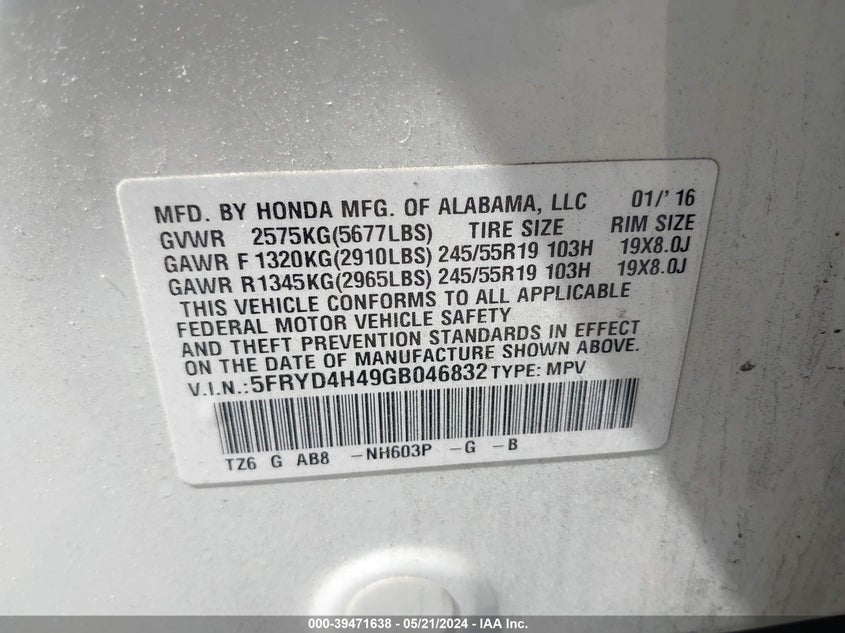 MFD. BY HONDA MFG. OF ALABAMA, LLC 01/'16
GVWR 2575KG(5677LBS) TIRE SIZE RIM SIZE
GAWR F 1320KG(2910LBS) 245/55R19 103H 19X8.0J
GAWR R 1345KG(2965LBS) 245/55R19 103H 19X8.0J
THIS VEHICLE CONFORMS TO ALL APPLICABLE
FEDERAL MOTOR VEHICLE SAFETY
AND THEFT PREVENTION STANDARDS IN EFFECT
ON THE DATE OF MANUFACTURE SHOWN ABOVE.
V.I.N.:5FRYD4H49GB046832 TYPE: MPV
TZ6 G AB8 -NH603P -G -B
000-39471638 - 05/21/2024 - IAA Inc.